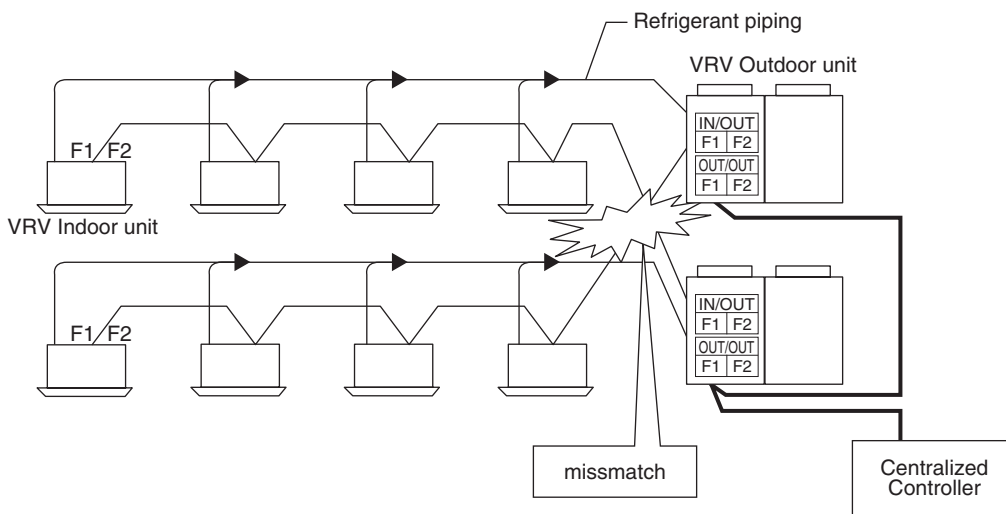 Refrigerant piping
VRV Outdoor unit
IN/OUT
F1 F2
OUT/OUT
F1 F2
F1 F2
VRV Indoor unit
IN/OUT
F1 F2
OUT/OUT
F1 F2
F1 F2
missmatch
Centralized
Controller